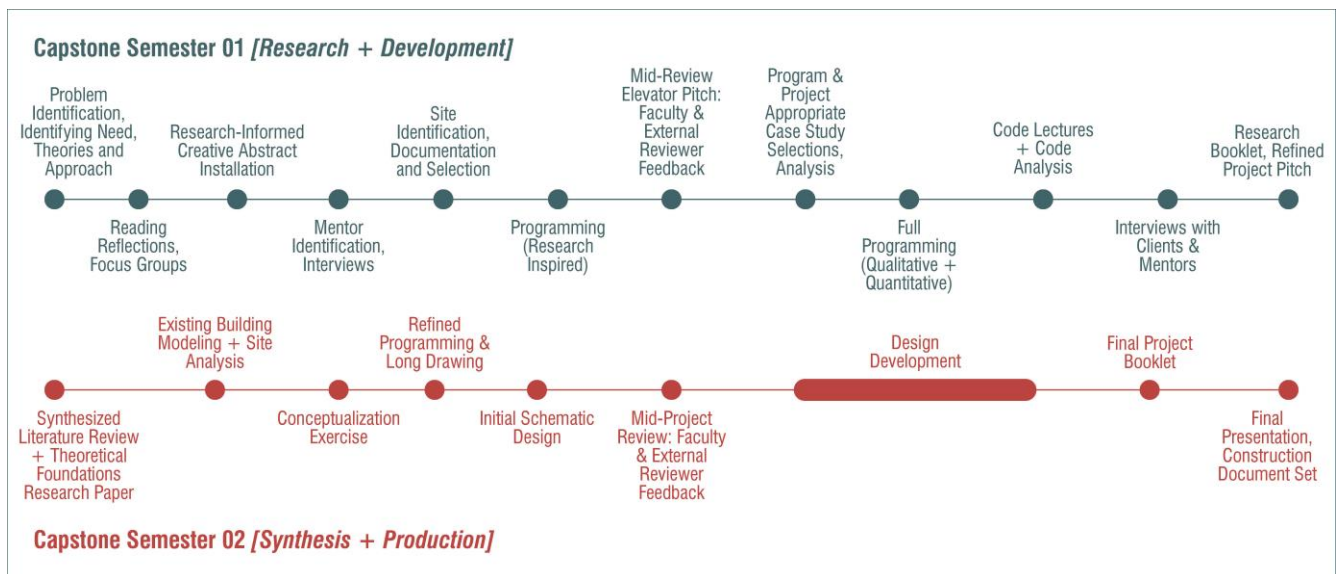 Capstone Semester 01 [Research + Development]
Problem
Identification,
Identifying Need,
Theories and
Approach
Reading
Reflections,
Focus Groups
Research-Informed
Creative Abstract
Installation
Mentor
Identification,
Interviews
Site
Identification,
Documentation
and Selection
Programming
(Research
Inspired)
Mid-Review
Elevator Pitch:
Faculty &
External
Reviewer
Feedback
Program &
Project
Appropriate
Case Study
Selections,
Analysis
Full
Programming
(Qualitative +
Quantitative)
Code Lectures
+ Code
Analysis
Interviews with
Clients &
Mentors
Research
Booklet, Refined
Project Pitch
Synthesized
Literature Review
+ Theoretical
Foundations
Research Paper
Existing Building
Modeling + Site
Analysis
Conceptualization
Exercise
Refined
Programming &
Long Drawing
Initial Schematic
Design
Mid-Project
Review: Faculty
& External
Reviewer
Feedback
Design
Development
Final Project
Booklet
Final
Presentation,
Construction
Document Set
Capstone Semester 02 [Synthesis + Production]